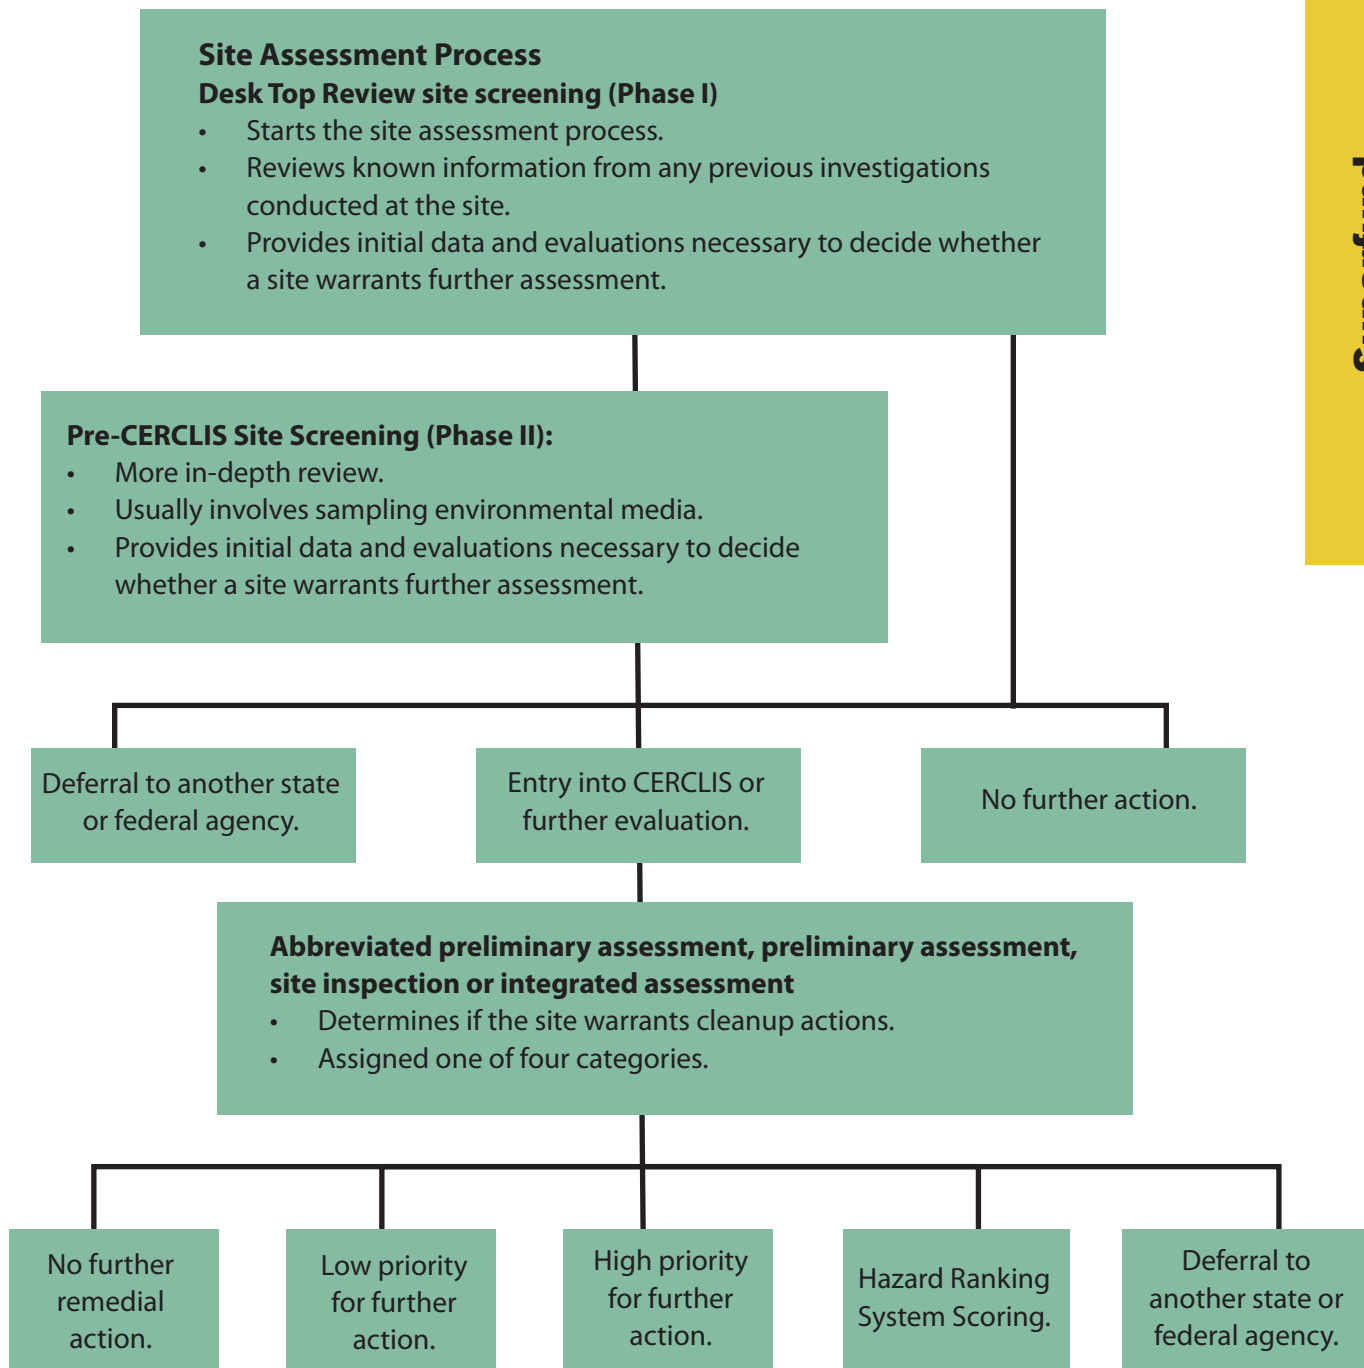 Site Assessment Process
Desk Top Review site screening (Phase I)
• Starts the site assessment process.
• Reviews known information from any previous investigations
conducted at the site.
• Provides initial data and evaluations necessary to decide whether
a site warrants further assessment.
Pre-CERCLIS Site Screening (Phase II):
• More in-depth review.
• Usually involves sampling environmental media.
• Provides initial data and evaluations necessary to decide
whether a site warrants further assessment.
Deferral to another state
or federal agency.
Entry into CERCLIS or
further evaluation.
No further action.
Abbreviated preliminary assessment, preliminary assessment,
site inspection or integrated assessment
• Determines if the site warrants cleanup actions.
• Assigned one of four categories.
No further
remedial
action.
Low priority
for further
action.
High priority
for further
action.
Hazard Ranking
System Scoring.
Deferral to
another state or
federal agency.